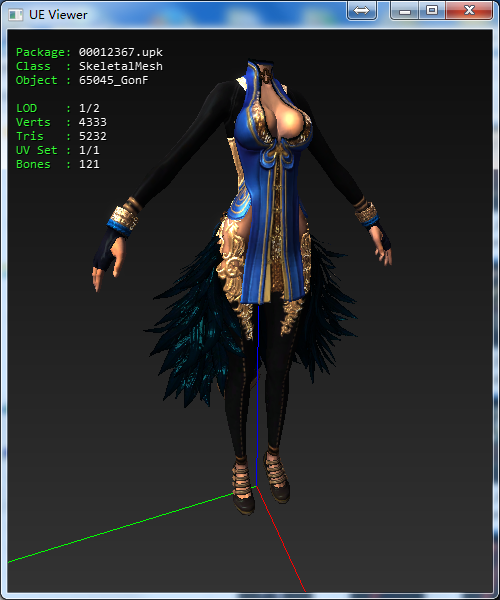 UE Viewer
Package: 00012367.upk
Class : SkeletalMesh
Object : 65045_GonF
LOD : 1/2
Verts : 4333
Tris : 5232
UV Set : 1/1
Bones : 121